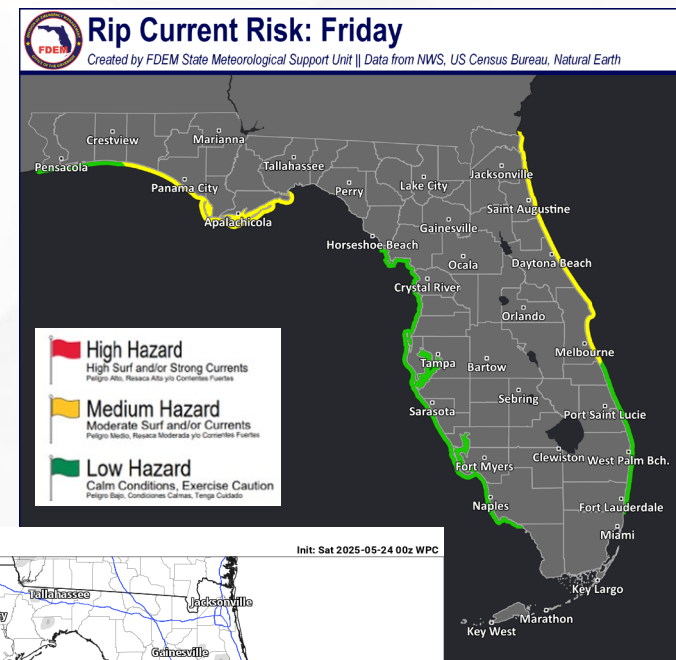 Rip Current Risk: Friday
Created by FDEM State Meteorological Support Unit || Data from NWS, US Census Bureau, Natural Earth
FDEM
Crestview
Marianna
Pensacola
Tallahassee
Jacksonville
Panama City
Perry
Lake City
Saint Augustine
Apalachicola
Gainesville
Horseshoe Beach
Ocala
Daytona Beach
Crystal River
Orlando
High Hazard
High Surf and/or Strong Currents
Peligro Alto, Resaca Alta y/o Corrientes Fuertes
Medium Hazard
Moderate Surf and/or Currents
Peligro Medio, Resaca Moderada y/o Corrientes Fuertes
Low Hazard
Calm Conditions, Exercise Caution
Peligro Bajo, Condiciones Calmas, Tenga Cuidado
Melbourne
Tampa
Bartow
Sebring
Sarasota
Port Saint Lucie
Clewiston
West Palm Bch.
Fort Myers
Naples
Fort Lauderdale
Miami
Key Largo
Marathon
Key West
Init: Sat 2025-05-24 00z WPC
Tallahassee
Jacksonville
Gainesville